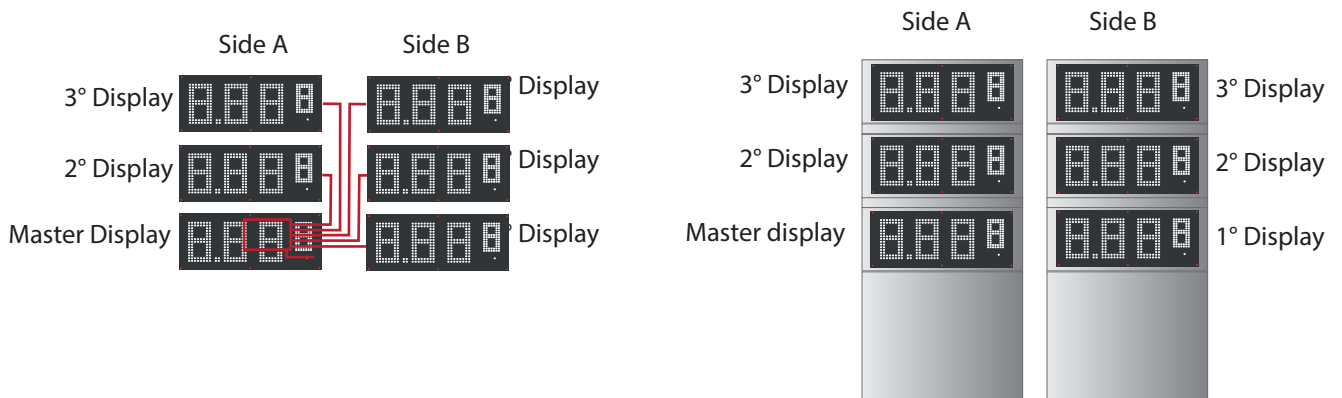 Side A
Side B
3° Display
° Display
2° Display
° Display
Master Display
° Display
Side A
Side B
3° Display
3° Display
2° Display
2° Display
Master display
1° Display